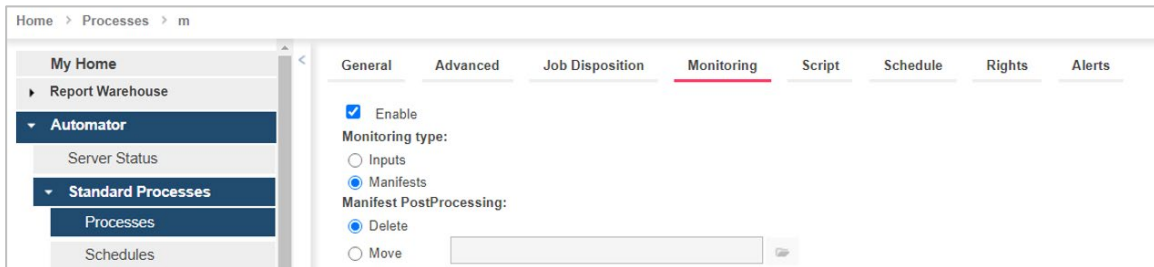 Home > Processes > m
My Home
Report Warehouse
Automator
Server Status
Standard Processes
Processes
Schedules
General Advanced Job Disposition Monitoring Script Schedule Rights Alerts
Enable
Monitoring type:
Inputs
Manifests
Manifest PostProcessing:
Delete
Move